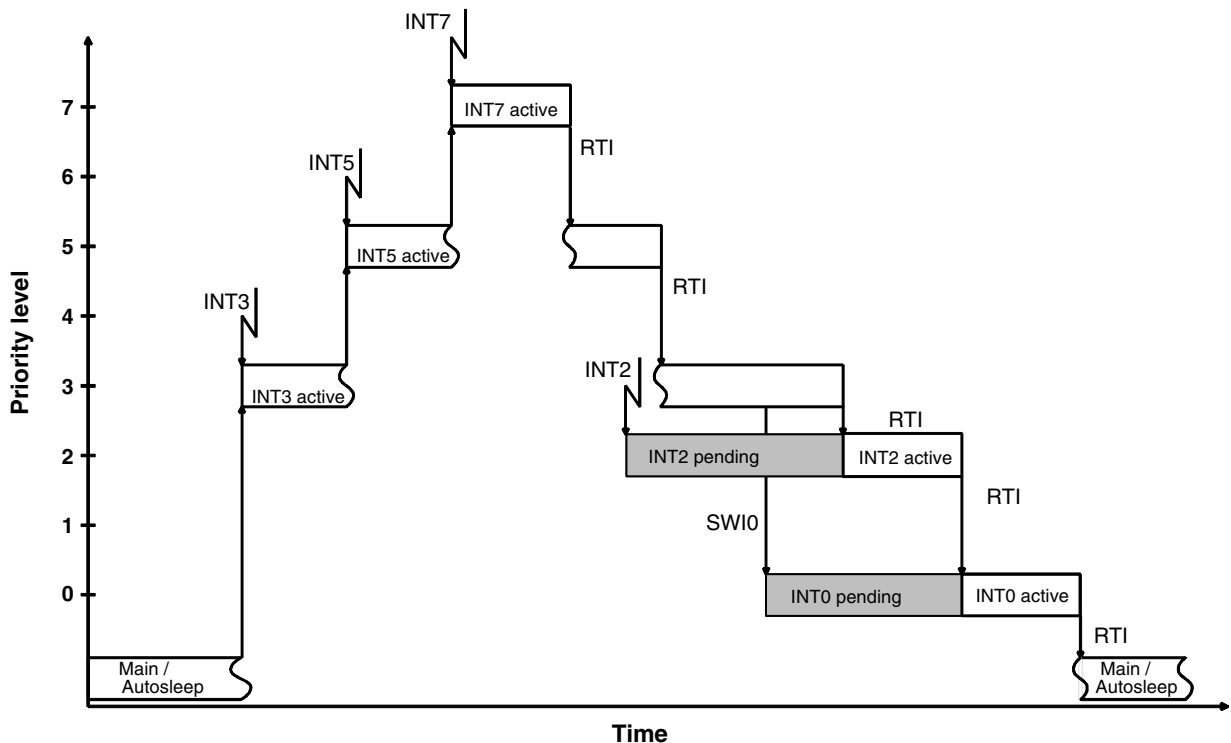 INT7
7
INT7 active
RTI
INT5
6
5
INT5 active
RTI
INT3
4
INT2
3
INT3 active
RTI
2
INT2 pending
INT2 active
RTI
1
SWI0
0
INT0 pending
INT0 active
RTI
Main /
Autosleep
Main /
Autosleep
Priority level
Time